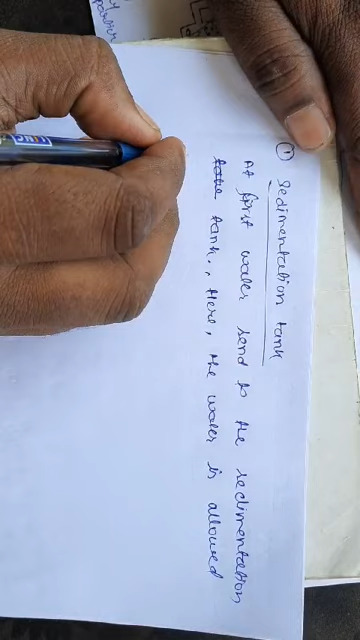 ① Sedimentation tank
At first water send to the sedimentation
tank., Here, the water is allowed